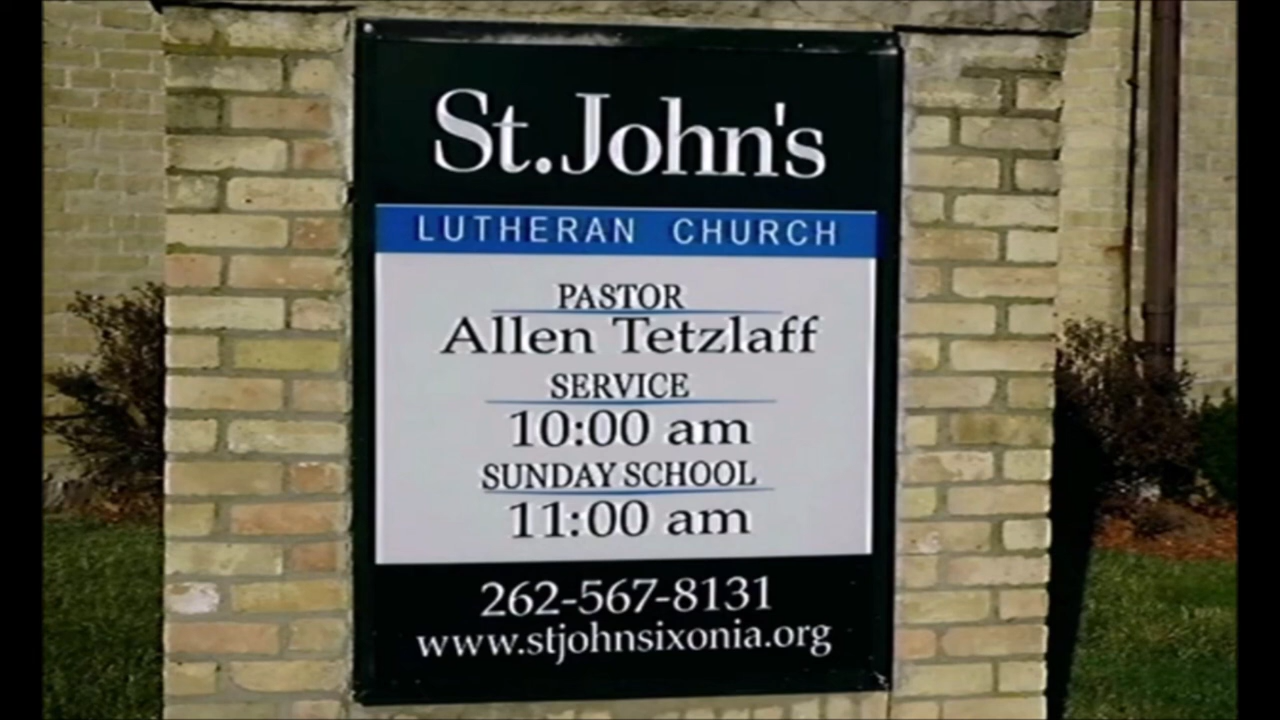 St. John's
LUTHERAN CHURCH
PASTOR
Allen Tetzlaff
SERVICE
10:00 am
SUNDAY SCHOOL
11:00 am
262-567-8131
www.stjohnsixonia.org